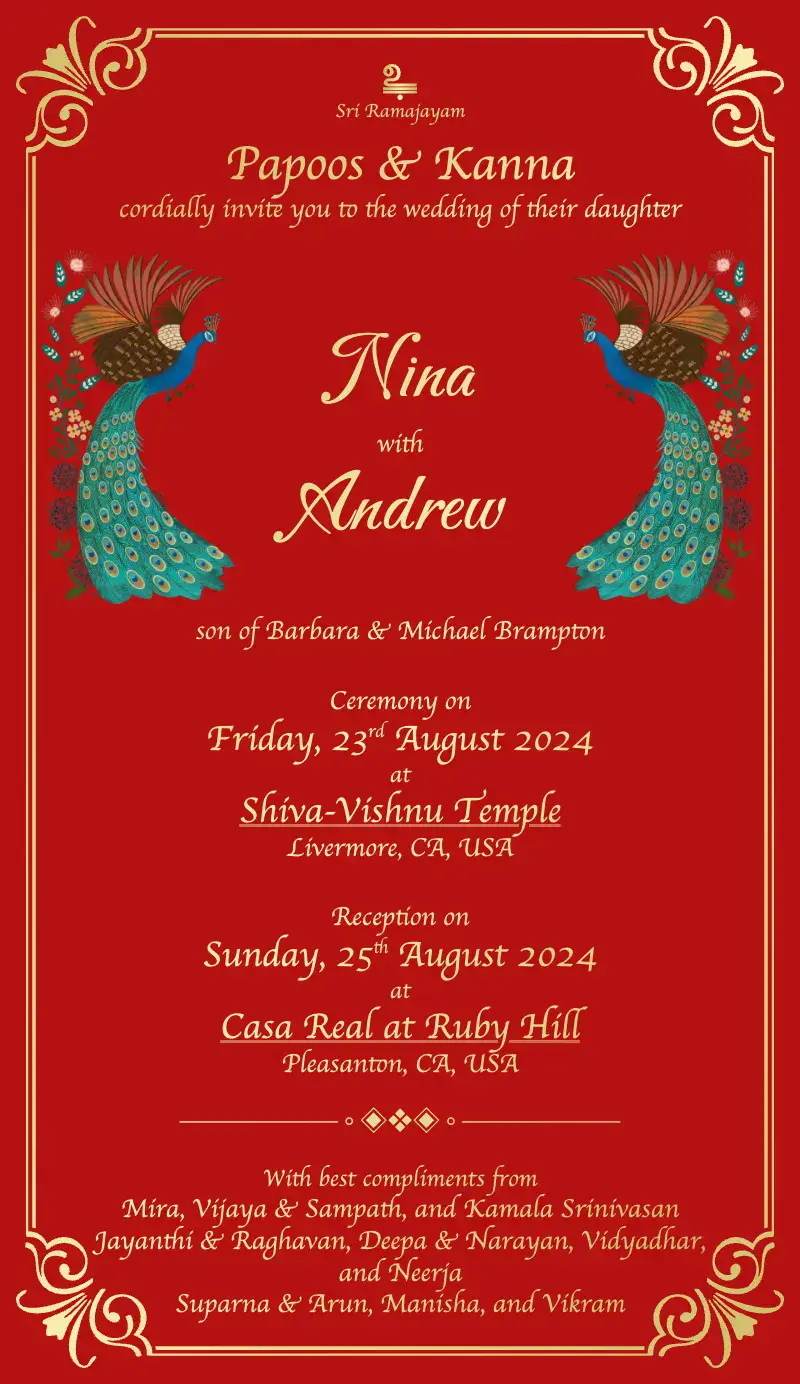 உ
Sri Ramajayam
Papoos & Kanna
cordially invite you to the wedding of their daughter
Nina
with
Andrew
son of Barbara & Michael Brampton
Ceremony on
Friday, 23rd August 2024
at
Shiva-Vishnu Temple
Livermore, CA, USA
Reception on
Sunday, 25th August 2024
at
Casa Real at Ruby Hill
Pleasanton, CA, USA
With best compliments from
Mira, Vijaya & Sampath, and Kamala Srinivasan
Jayanthi & Raghavan, Deepa & Narayan, Vidyadhar,
and Neerja
Suparna & Arun, Manisha, and Vikram